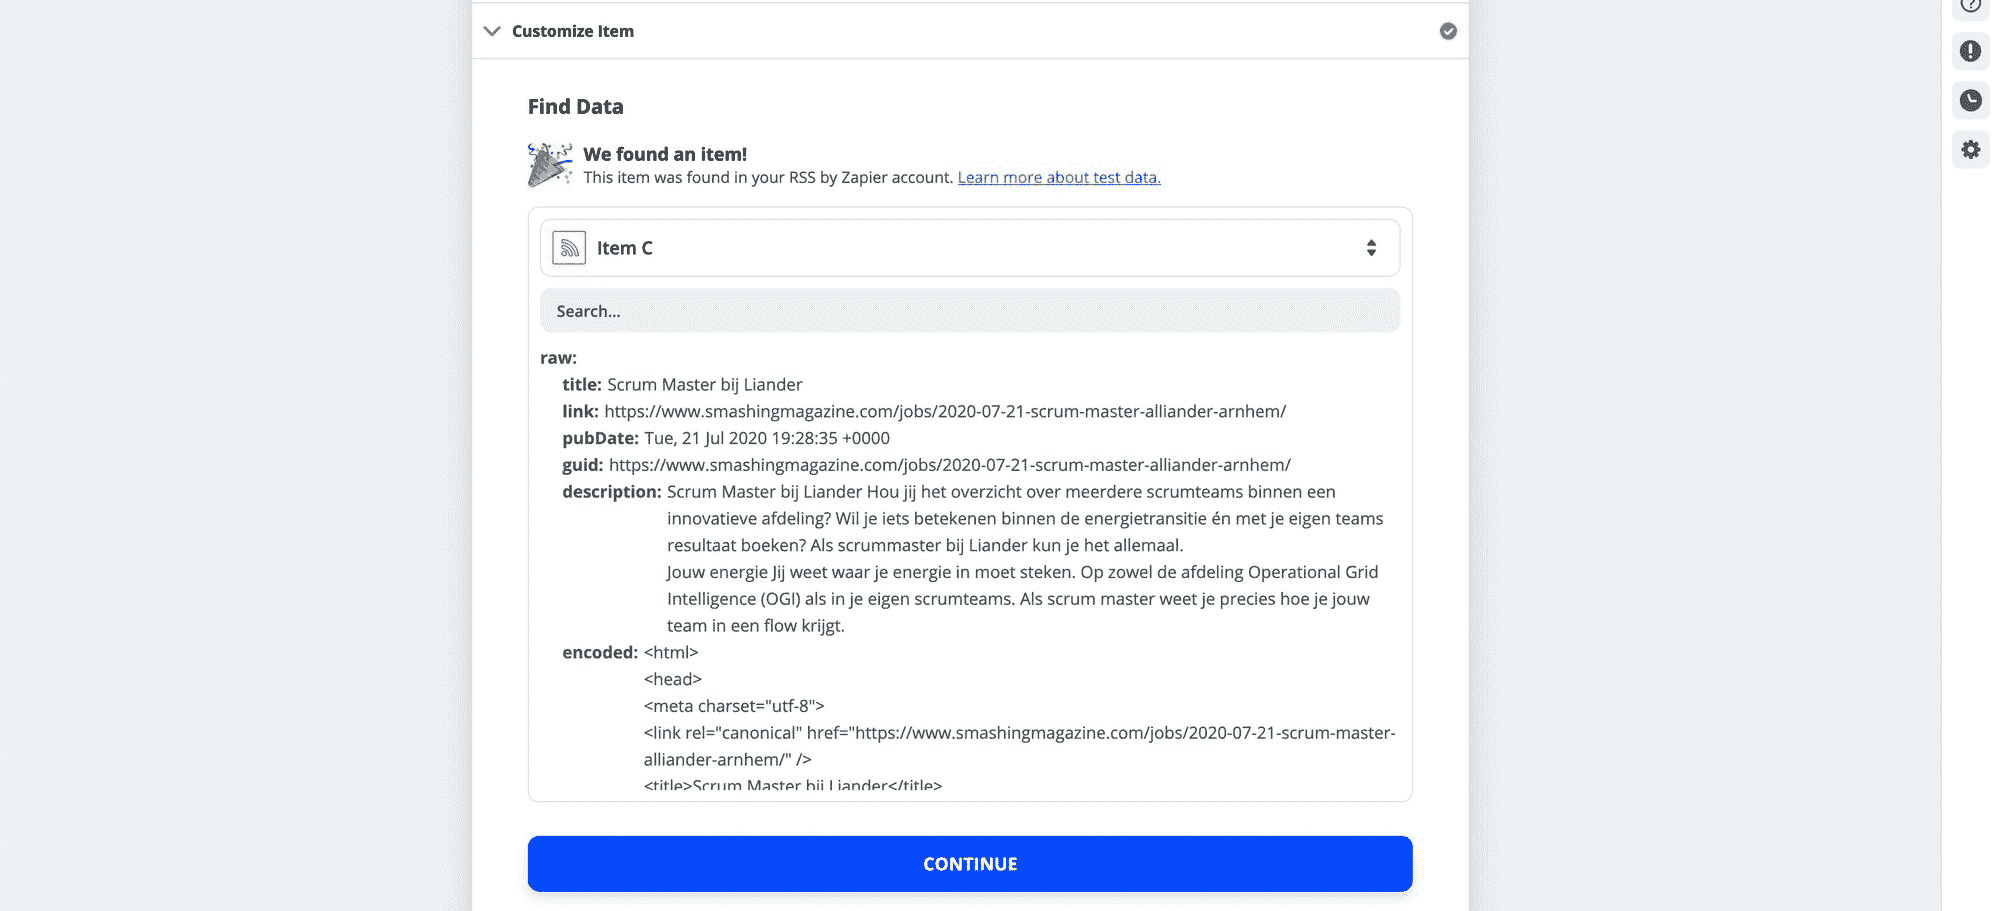 Customize Item
Find Data
We found an item!
This item was found in your RSS by Zapier account. Learn more about test data.
Item C
Search...
raw:
title: Scrum Master bij Liander
link: https://www.smashingmagazine.com/jobs/2020-07-21-scrum-master-alliander-arnhem/
pubDate: Tue, 21 Jul 2020 19:28:35 +0000
guid: https://www.smashingmagazine.com/jobs/2020-07-21-scrum-master-alliander-arnhem/
description: Scrum Master bij Liander Hou jij het overzicht over meerdere scrumteams binnen een
innovatieve afdeling? Wil je iets betekenen binnen de energietransitie én met je eigen teams
resultaat boeken? Als scrummaster bij Liander kun je het allemaal.
Jouw energie Jij weet waar je energie in moet steken. Op zowel de afdeling Operational Grid
Intelligence (OGI) als in je eigen scrumteams. Als scrum master weet je precies hoe je jouw
team in een flow krijgt.
encoded: <html>
<head>
<meta charset="utf-8">
<link rel="canonical" href="https://www.smashingmagazine.com/jobs/2020-07-21-scrum-master-
alliander-arnhem/" />
<title>Scrum Master bij Liander</title>
CONTINUE